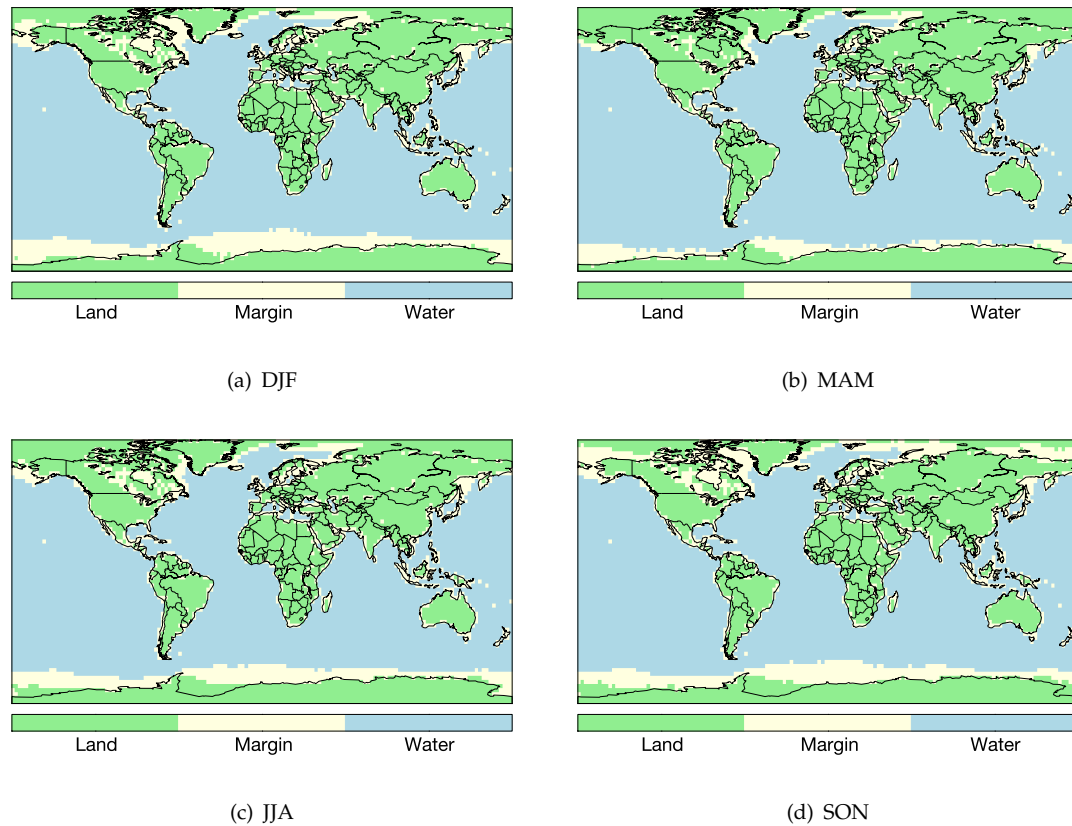 Land Margin Water
Land Margin Water
(a) DJF
(b) MAM
Land Margin Water
Land Margin Water
(c) JJA
(d) SON